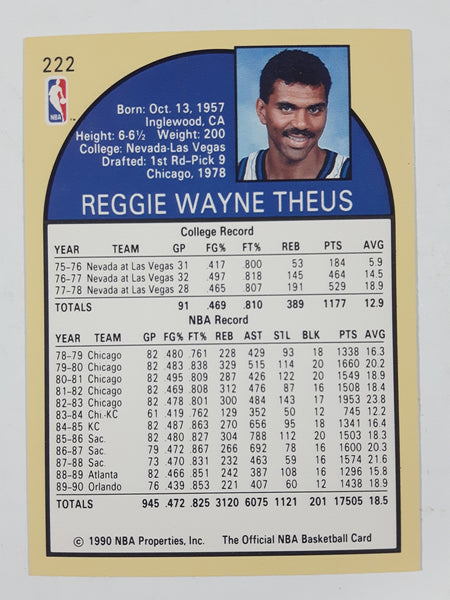 222
NBA
Born: Oct. 13, 1957
Inglewood, CA
Height: 6-6½ Weight: 200
College: Nevada-Las Vegas
Drafted: 1st Rd-Pick 9
Chicago, 1978
REGGIE WAYNE THEUS
College Record
YEAR TEAM GP FG% FT% REB PTS AVG
75-76 Nevada at Las Vegas 31 .417 .800 53 184 5.9
76-77 Nevada at Las Vegas 32 .497 .818 145 464 14.5
77-78 Nevada at Las Vegas 28 .465 .807 191 529 18.9
TOTALS 91 .469 .810 389 1177 12.9
NBA Record
YEAR TEAM GP FG% FT% REB AST STL BLK PTS AVG
78-79 Chicago 82 .480 .761 228 429 93 18 1338 16.3
79-80 Chicago 82 .483 .838 329 515 114 20 1660 20.2
80-81 Chicago 82 .495 .809 287 426 122 20 1549 18.9
81-82 Chicago 82 .469 .808 312 476 87 16 1508 18.4
82-83 Chicago 82 .478 .801 300 484 143 17 1953 23.8
83-84 Chi.-KC 61 .419 .762 129 352 50 12 745 12.2
84-85 KC 82 .487 .863 270 656 95 18 1341 16.4
85-86 Sac. 82 .480 .827 304 788 112 20 1503 18.3
86-87 Sac. 79 .472 .867 266 692 78 16 1600 20.3
87-88 Sac. 73 .470 .831 232 463 59 16 1574 21.6
88-89 Atlanta 82 .466 .851 242 387 108 16 1296 15.8
89-90 Orlando 76 .439 .853 221 407 60 12 1438 18.9
TOTALS 945 .472 .825 3120 6075 1121 201 17505 18.5
© 1990 NBA Properties, Inc. The Official NBA Basketball Card